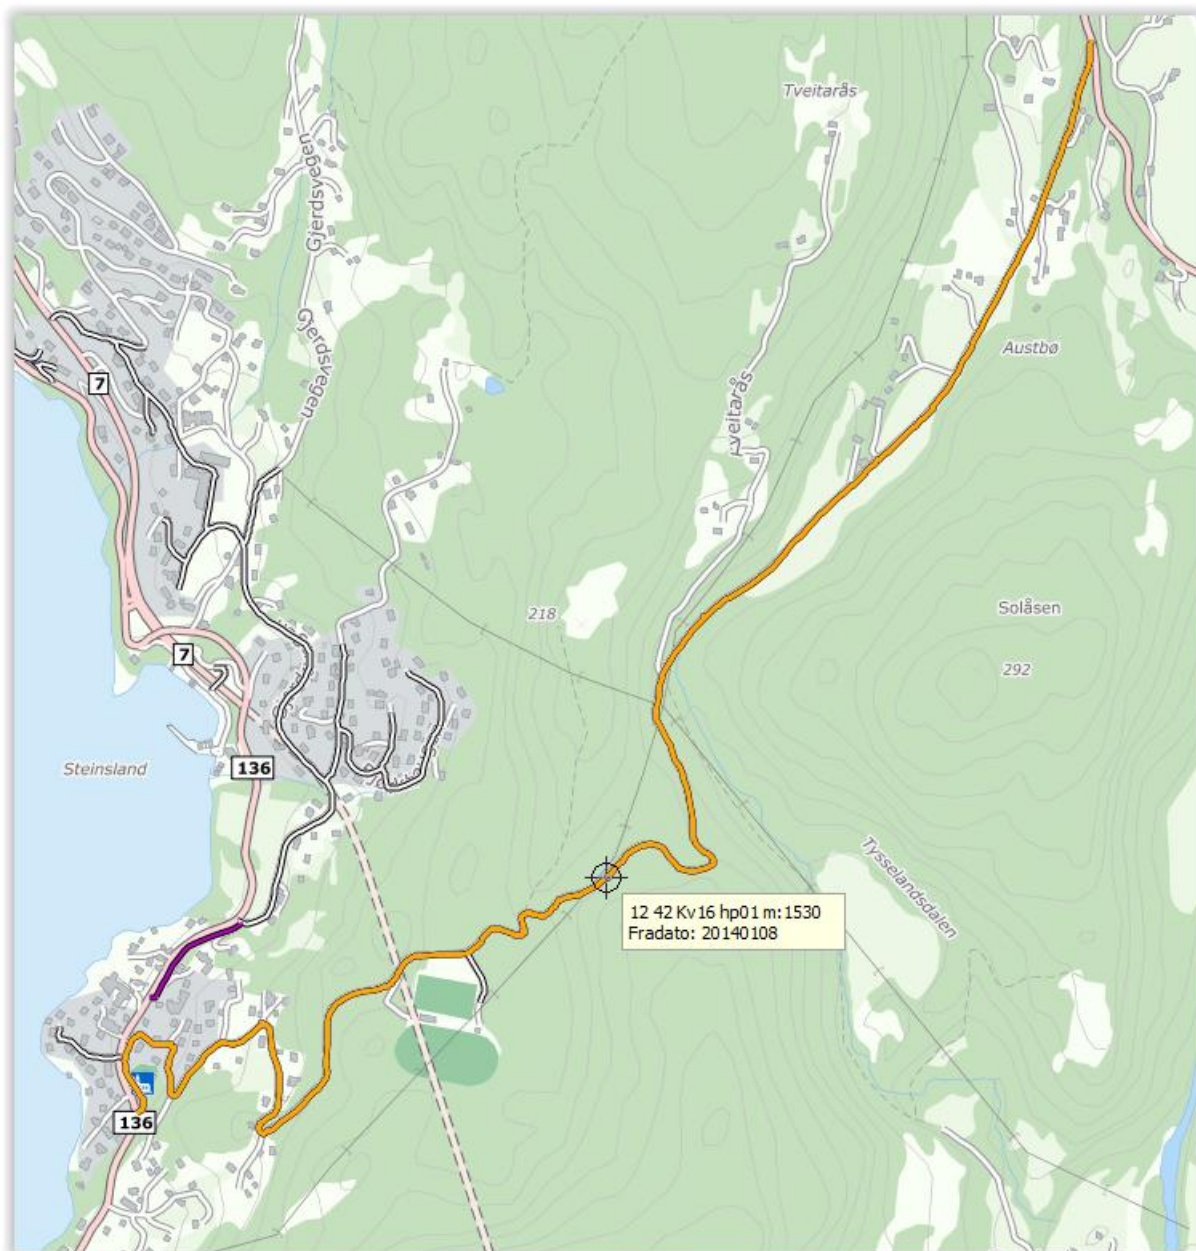 Tveitarås
Gjerdsvegen
Gjerdsvegen
Austbø
7
Tveitarås
218
Solåsen
7
292
Steinsland
136
Tysselandsdalen
12 42 Kv16 hp01 m:1530
Fradato: 20140108
136